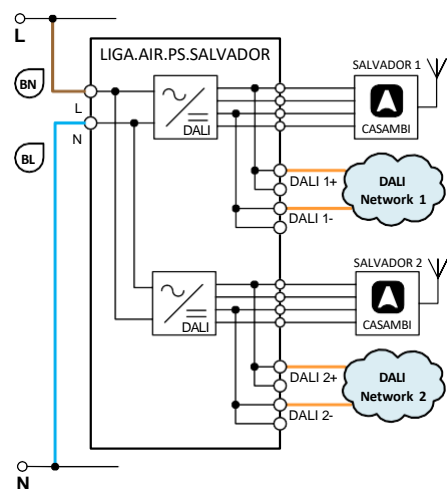 L
LIGA.AIR.PS.SALVADOR
SALVADOR 1
BN
L
DALI
CASAMBI
N
BL
DALI 1+
DALI
Network 1
DALI 1-
SALVADOR 2
DALI
CASAMBI
DALI 2+
DALI
Network 2
DALI 2-
N